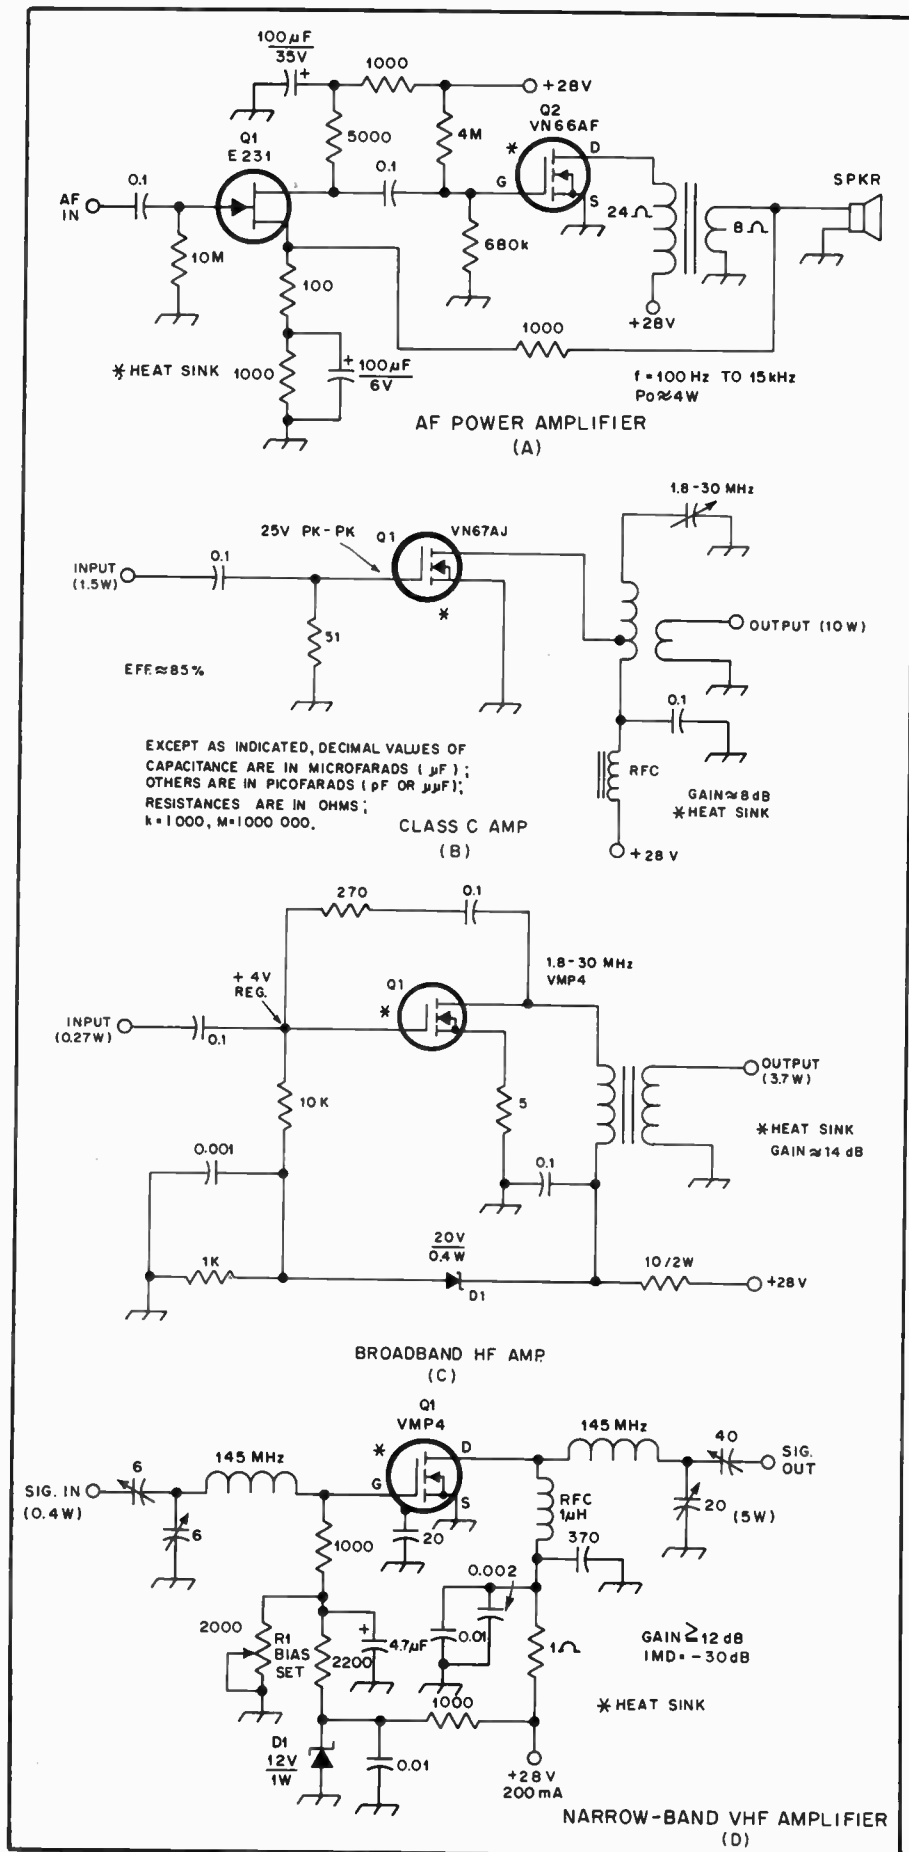 100µF
35V
1000
+28V
Q1
E231
5000
4M
Q2
VN66AF
*
D
G
S
0.1
0.1
AF
IN
10M
680k
24Ω
8Ω
SPKR
100
+28V
1000
* HEAT SINK
1000
100µF
6V
f = 100 Hz TO 15kHz
Po≈4W
AF POWER AMPLIFIER
(A)
1.8-30 MHz
25V PK-PK
Q1
VN67AJ
INPUT
(1.5W)
0.1
*
51
OUTPUT (10W)
EFF.≈85%
0.1
EXCEPT AS INDICATED, DECIMAL VALUES OF
CAPACITANCE ARE IN MICROFARADS ( µF ) ;
OTHERS ARE IN PICOFARADS ( pF OR µµF);
RESISTANCES ARE IN OHMS;
k=1000, M=1000 000.
RFC
GAIN≈8dB
* HEAT SINK
CLASS C AMP
(B)
+28 V
270
0.1
+ 4V
REG.
Q1
*
1.8-30 MHz
VMP4
INPUT
(0.27W)
0.1
OUTPUT
(3.7W)
10K
5
* HEAT SINK
GAIN≈14 dB
0.001
0.1
1K
20V
0.4W
D1
10/2W
+28V
BROADBAND HF AMP.
(C)
Q1
VMP4
145 MHz
145MHz
*
D
G
S
6
40
SIG. IN
(0.4W)
SIG.
OUT
6
20
(5W)
RFC
1µH
1000
20
370
0.002
2000
R1
BIAS
SET
2200
4.7µF
+
0.01
1Ω
GAIN ≥12 dB
IMD = -30dB
1000
* HEAT SINK
D1
12V
1W
0.01
+28V
200mA
NARROW-BAND VHF AMPLIFIER
(D)